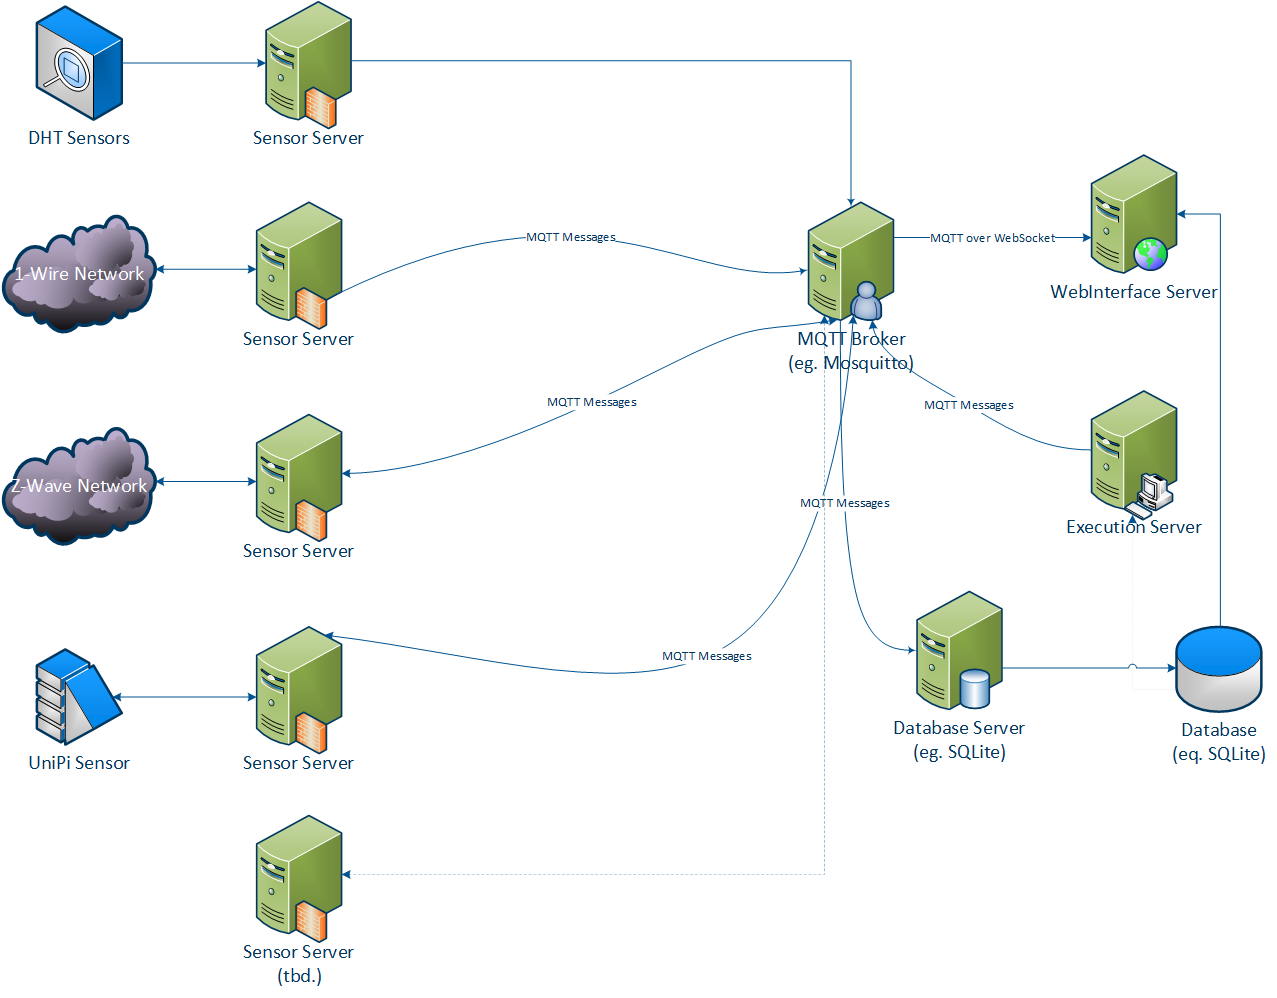 DHT Sensors
Sensor Server
1-Wire Network
Sensor Server
MQTT Messages
MQTT over WebSocket
WebInterface Server
MQTT Broker
(eg. Mosquitto)
Z-Wave Network
Sensor Server
MQTT Messages
MQTT Messages
Execution Server
MQTT Messages
UniPi Sensor
Sensor Server
MQTT Messages
Database Server
(eg. SQLite)
Database
(eq. SQLite)
Sensor Server
(tbd.)